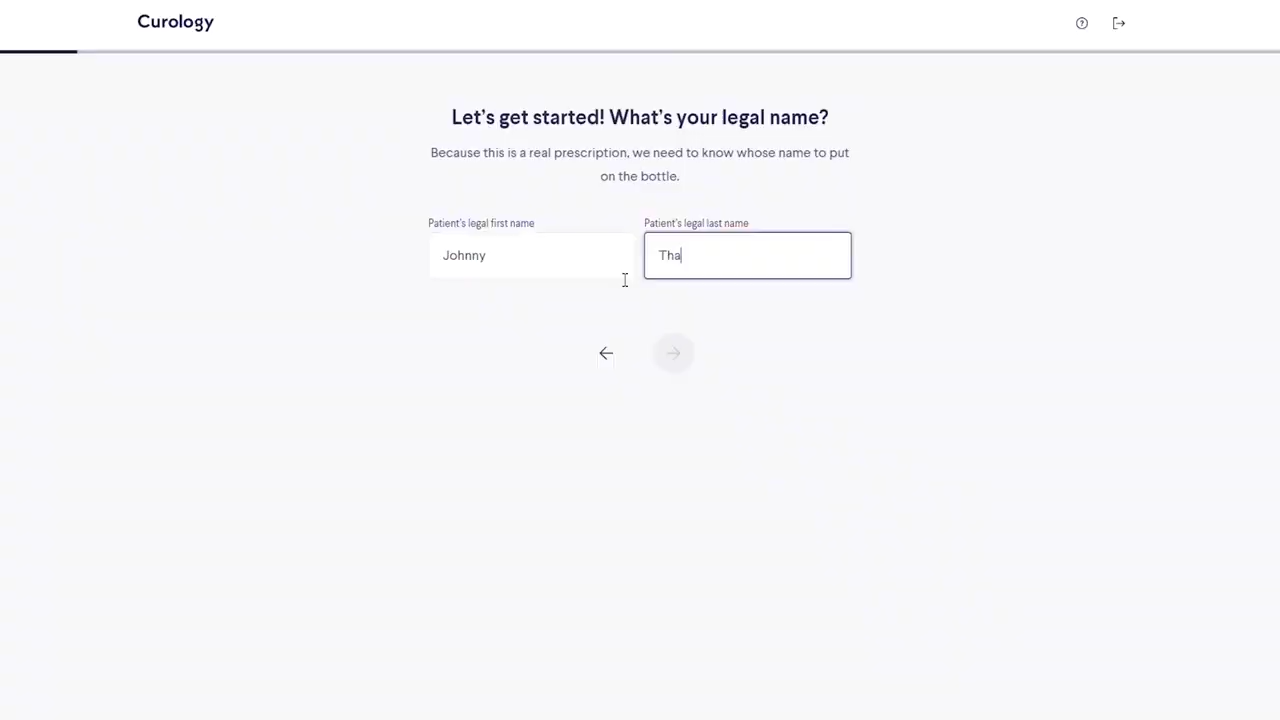 Curology
Let's get started! What's your legal name?
Because this is a real prescription, we need to know whose name to put
on the bottle.
Patient's legal first name
Patient's legal last name
Johnny
Tha